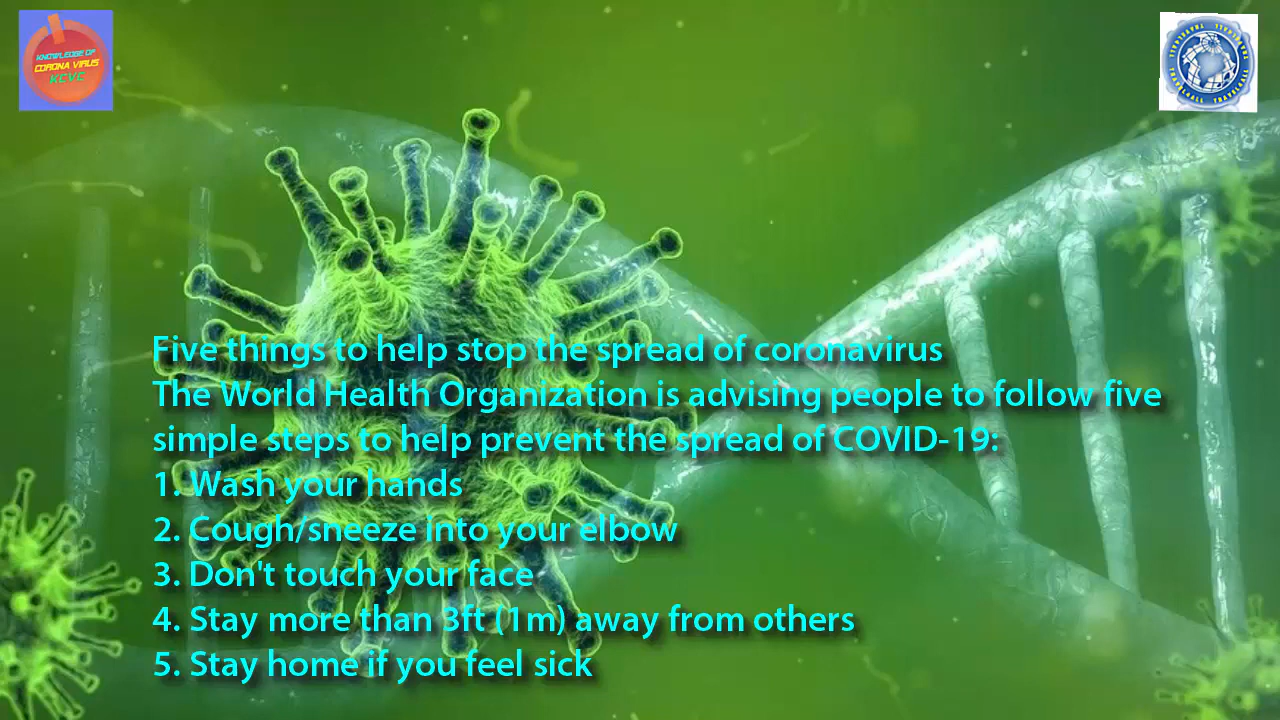 KNOWLEDGE OF
CORONA VIRUS
KCVC
TRAVEL4ALL TRAVEL4ALL
Five things to help stop the spread of coronavirus
The World Health Organization is advising people to follow five
simple steps to help prevent the spread of COVID-19:
1. Wash your hands
2. Cough/sneeze into your elbow
3. Don't touch your face
4. Stay more than 3ft (1m) away from others
5. Stay home if you feel sick